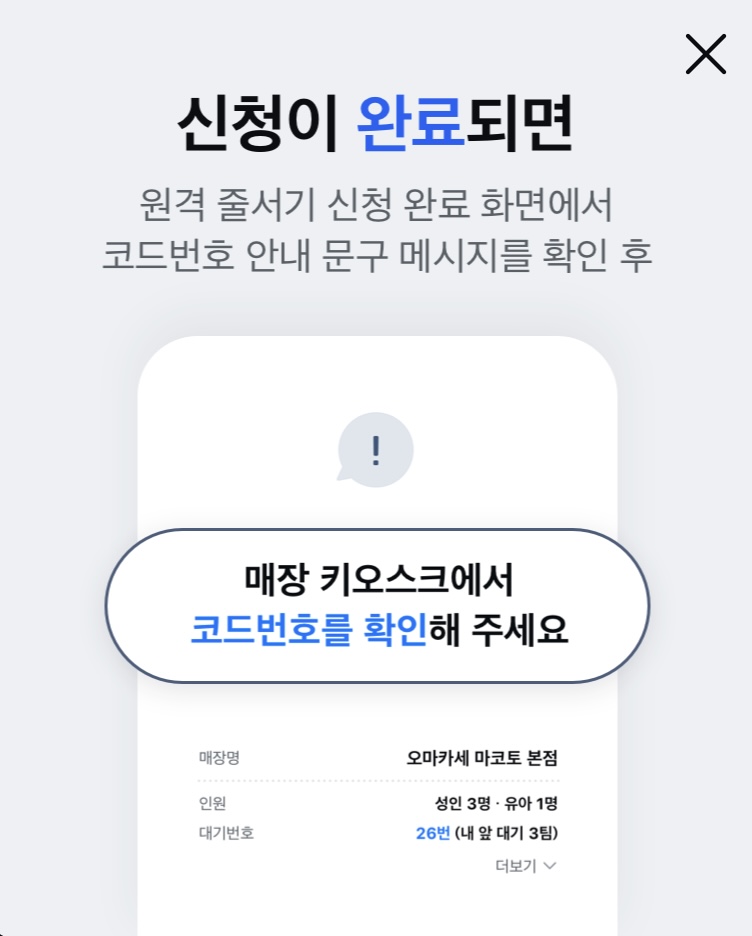 신청이 완료되면
원격 줄서기 신청 완료 화면에서
코드번호 안내 문구 메시지를 확인 후
!
매장 키오스크에서
코드번호를 확인해 주세요
매장명 오마카세 마코토 본점
인원 성인 3명 · 유아 1명
대기번호 26번 (내 앞 대기 3팀)
더보기